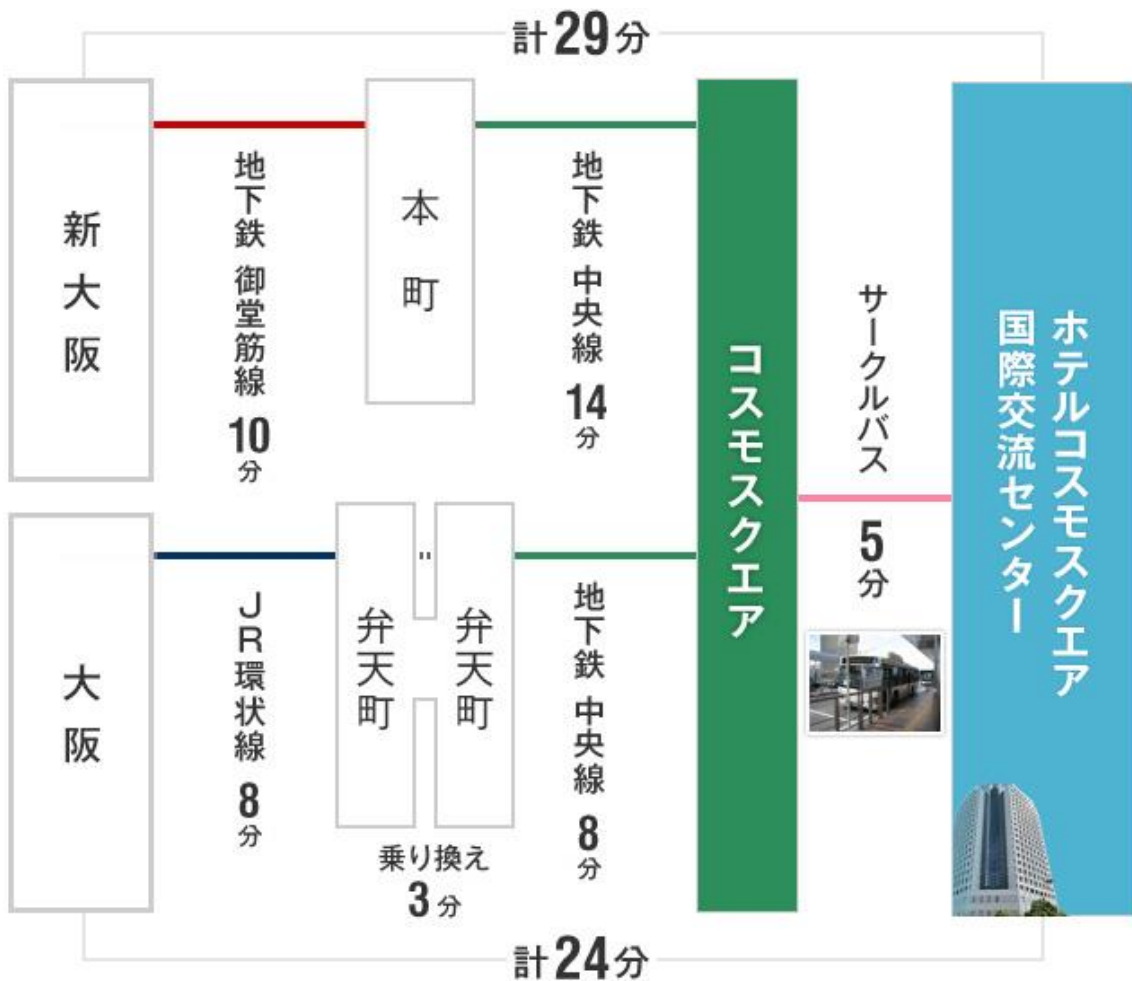 計29分
新大阪
地下鉄 御堂筋線 10分
本町
地下鉄 中央線 14分
大阪
JR環状線 8分
弁天町
弁天町
乗り換え
3分
地下鉄 中央線 8分
コスモスクエア
サークルバス
5分
ホテルコスモスクエア
国際交流センター
計24分